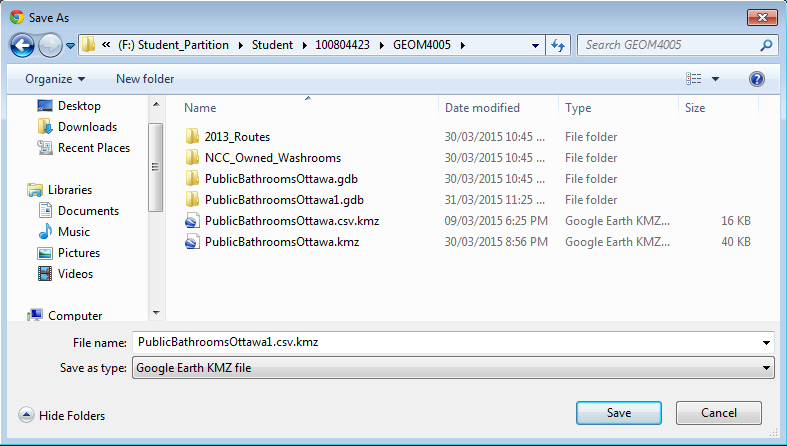 Save As
« (F:) Student_Partition ▸ Student ▸ 100804423 ▸ GEOM4005 ▸ Search GEOM4005
Organize New folder
Name Date modified Type Size
Desktop
Downloads
Recent Places
Libraries
Documents
Music
Pictures
Videos
Computer
2013_Routes 30/03/2015 10:45 ... File folder
NCC_Owned_Washrooms 30/03/2015 10:45 ... File folder
PublicBathroomsOttawa.gdb 30/03/2015 10:45 ... File folder
PublicBathroomsOttawa1.gdb 31/03/2015 11:25 ... File folder
PublicBathroomsOttawa.csv.kmz 09/03/2015 6:25 PM Google Earth KMZ... 16 KB
PublicBathroomsOttawa.kmz 30/03/2015 8:56 PM Google Earth KMZ... 40 KB
File name: PublicBathroomsOttawa1.csv.kmz
Save as type: Google Earth KMZ file
Hide Folders Save Cancel